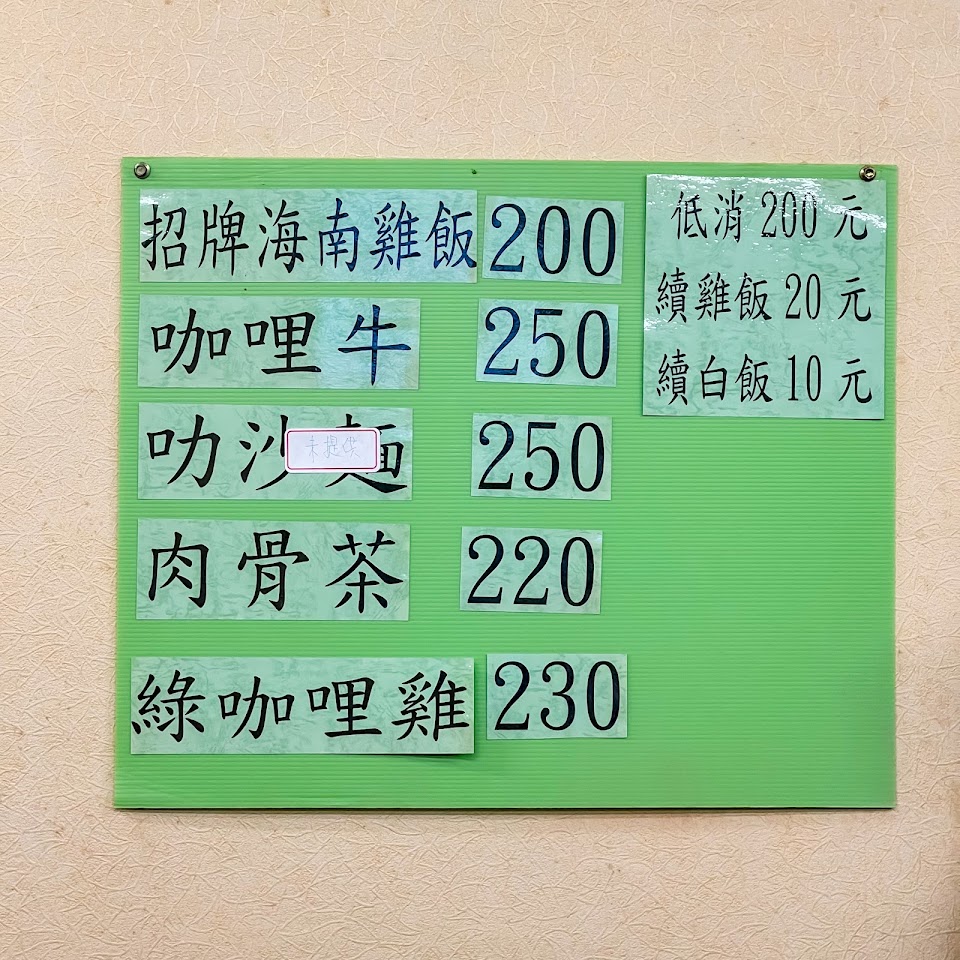 招牌海南雞飯 200
咖哩牛 250
叻沙麵 250
未提供
肉骨茶 220
綠咖哩雞 230
低消 200 元
續雞飯 20 元
續白飯 10 元